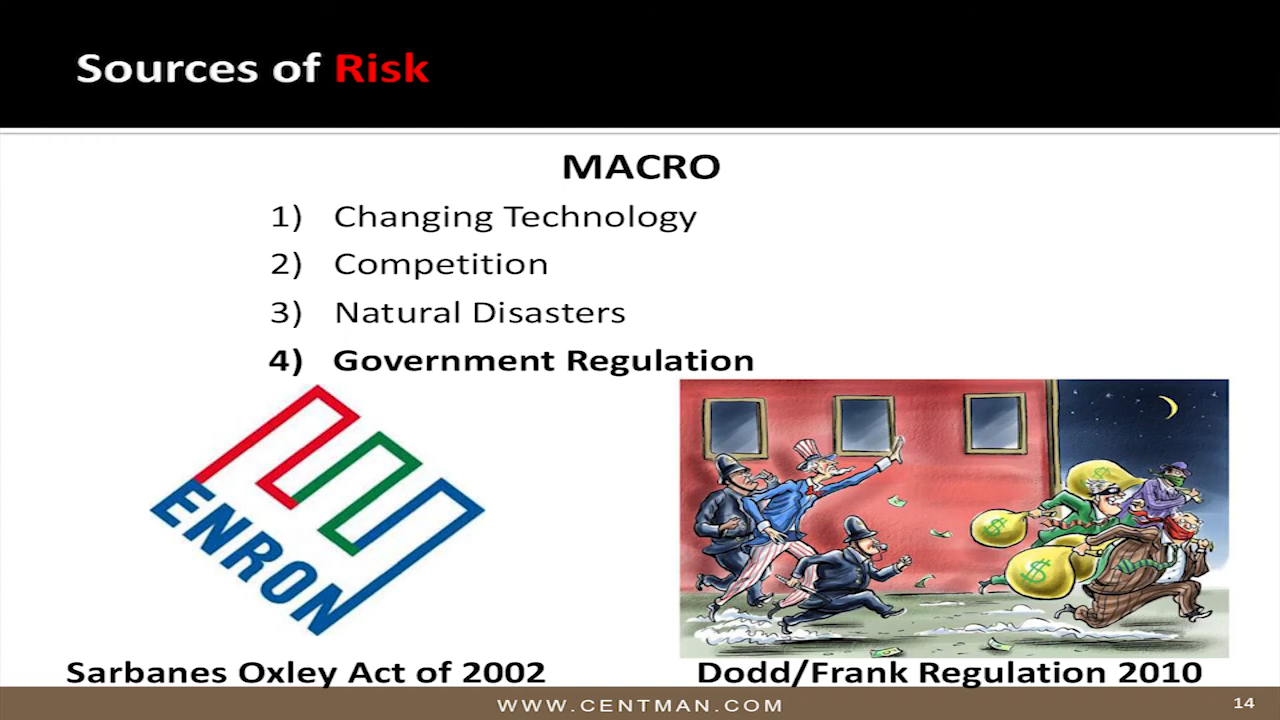 Sources of Risk
MACRO
1) Changing Technology
2) Competition
3) Natural Disasters
4) Government Regulation
ENRON
$
$
$
Sarbanes Oxley Act of 2002
Dodd/Frank Regulation 2010
WWW.CENTMAN.COM
14